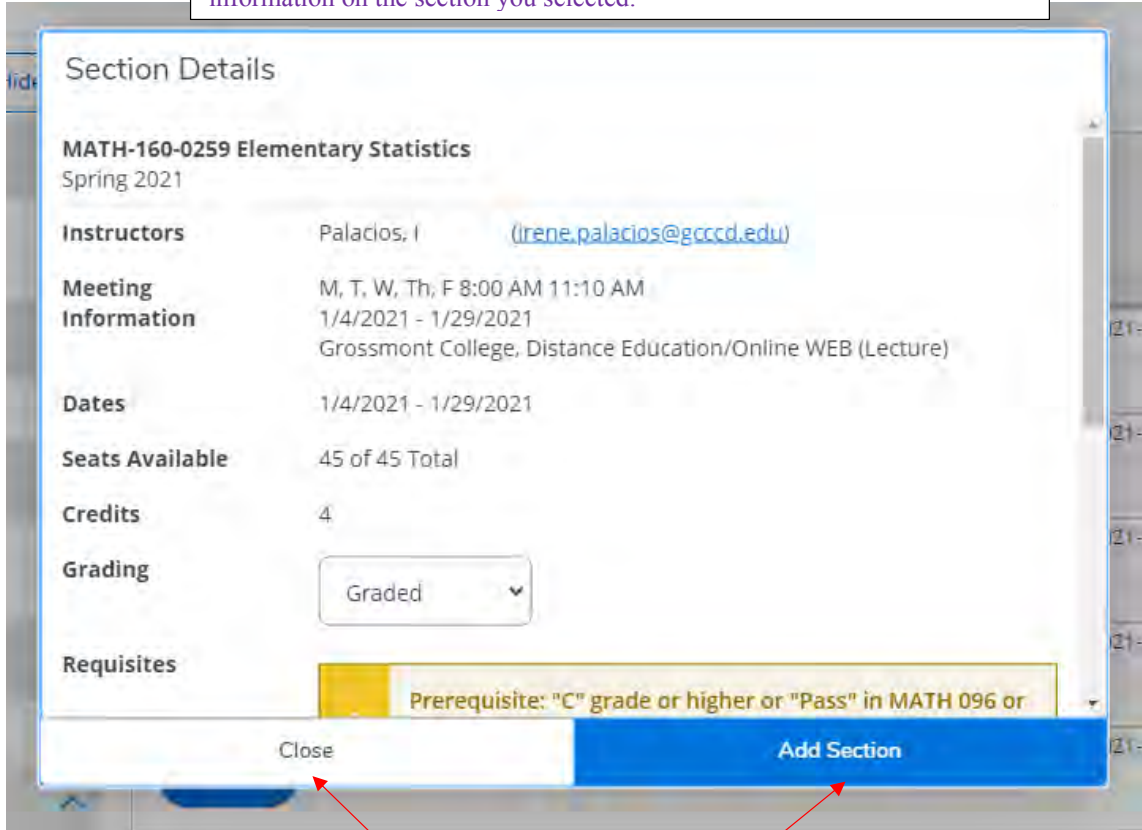 information on the section you selected.
Section Details
MATH-160-0259 Elementary Statistics
Spring 2021
Instructors Palacios, I (irene.palacios@gcccd.edu)
Meeting Information M, T, W, Th, F 8:00 AM 11:10 AM
1/4/2021 - 1/29/2021
Grossmont College, Distance Education/Online WEB (Lecture)
Dates 1/4/2021 - 1/29/2021
Seats Available 45 of 45 Total
Credits 4
Grading Graded
Requisites
Prerequisite: "C" grade or higher or "Pass" in MATH 096 or
Close Add Section